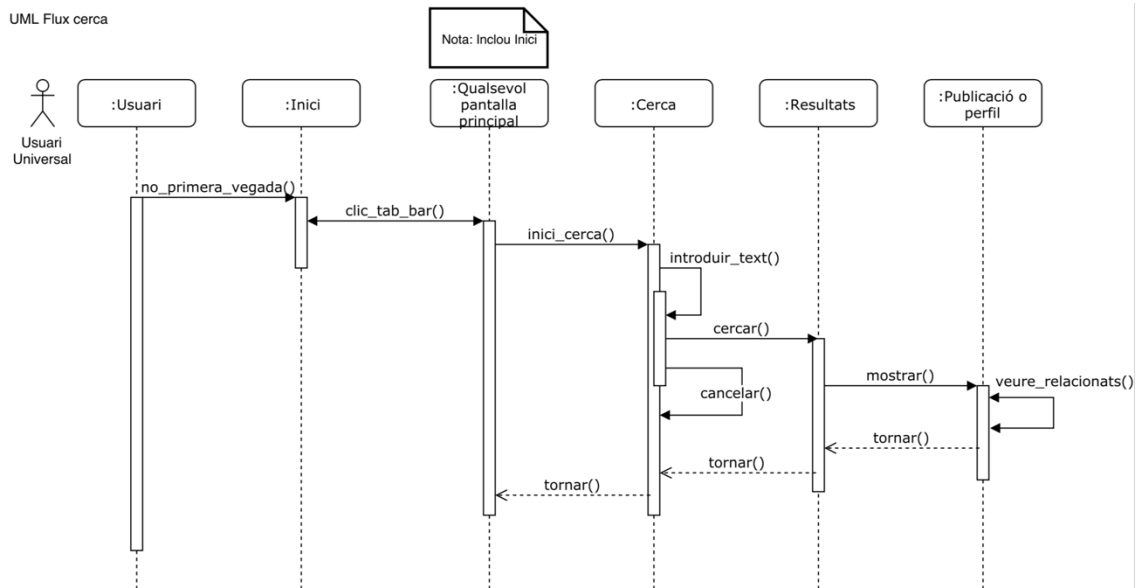 UML Flux cerca
Nota: Inclou Inici
Usuari
Universal
:Usuari
:Inici
:Qualsevol
pantalla
principal
:Cerca
:Resultats
:Publicació o
perfil
no_primera_vegada()
clic_tab_bar()
inici_cerca()
introduir_text()
cercar()
cancelar()
mostrar()
veure_relacionats()
tornar()
tornar()
tornar()